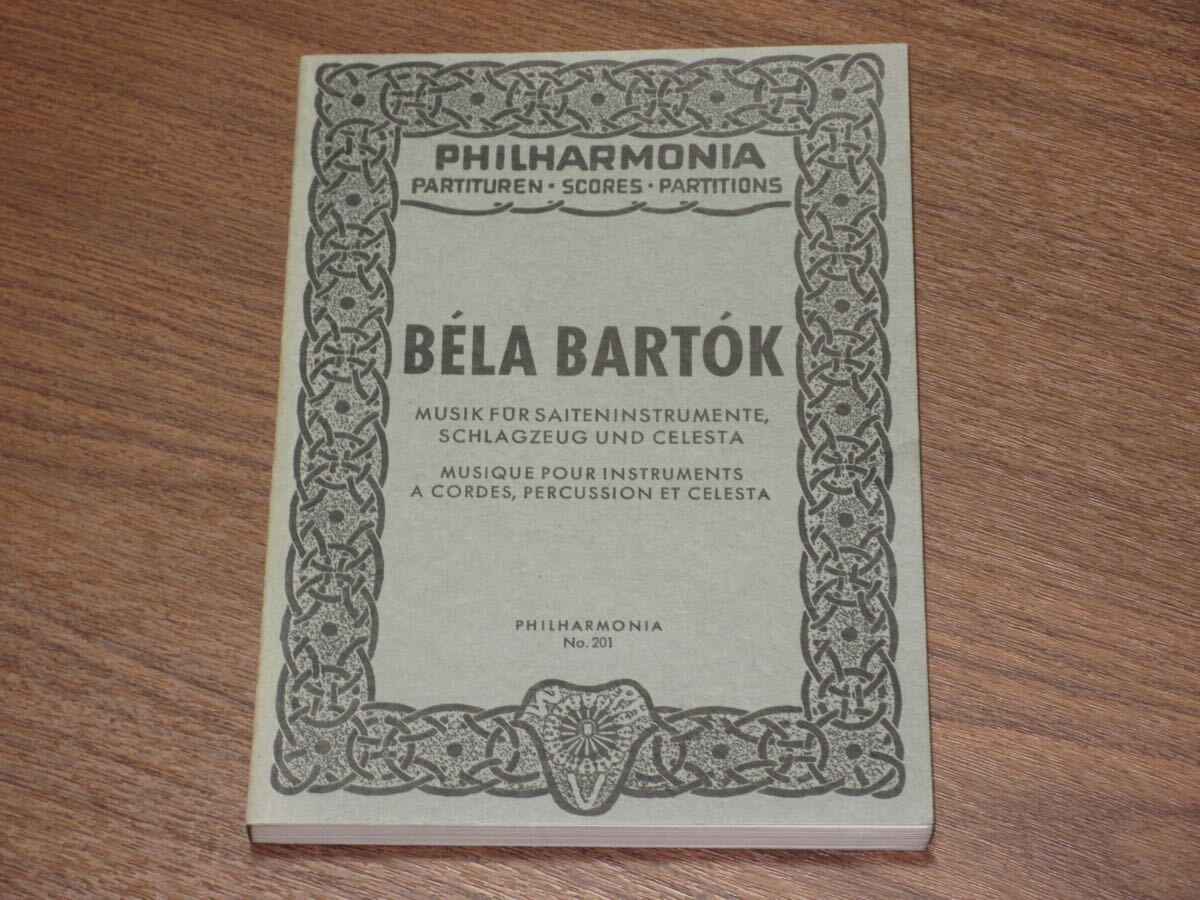 PHILHARMONIA
PARTITUREN • SCORES • PARTITIONS
BÉLA BARTÓK
MUSIK FÜR SAITENINSTRUMENTE,
SCHLAGZEUG UND CELESTA
MUSIQUE POUR INSTRUMENTS
A CORDES, PERCUSSION ET CELESTA
PHILHARMONIA
No. 201